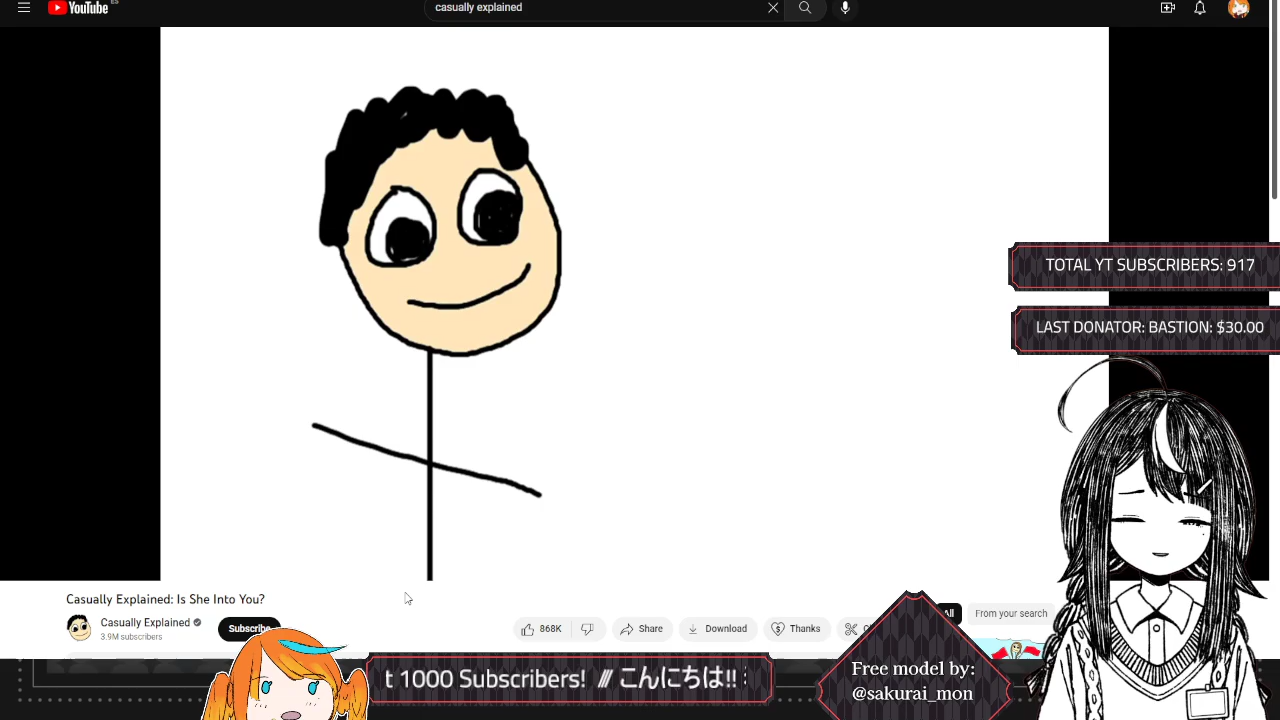 YouTube ES
casually explained
TOTAL YT SUBSCRIBERS: 917
LAST DONATOR: BASTION: $30.00
Casually Explained: Is She Into You?
Casually Explained
3.9M subscribers
Subscribe
868K
Share
Download
Thanks
All
From your search
t 1000 Subscribers! /// こんにちは!!
Free model by:
@sakurai_mon